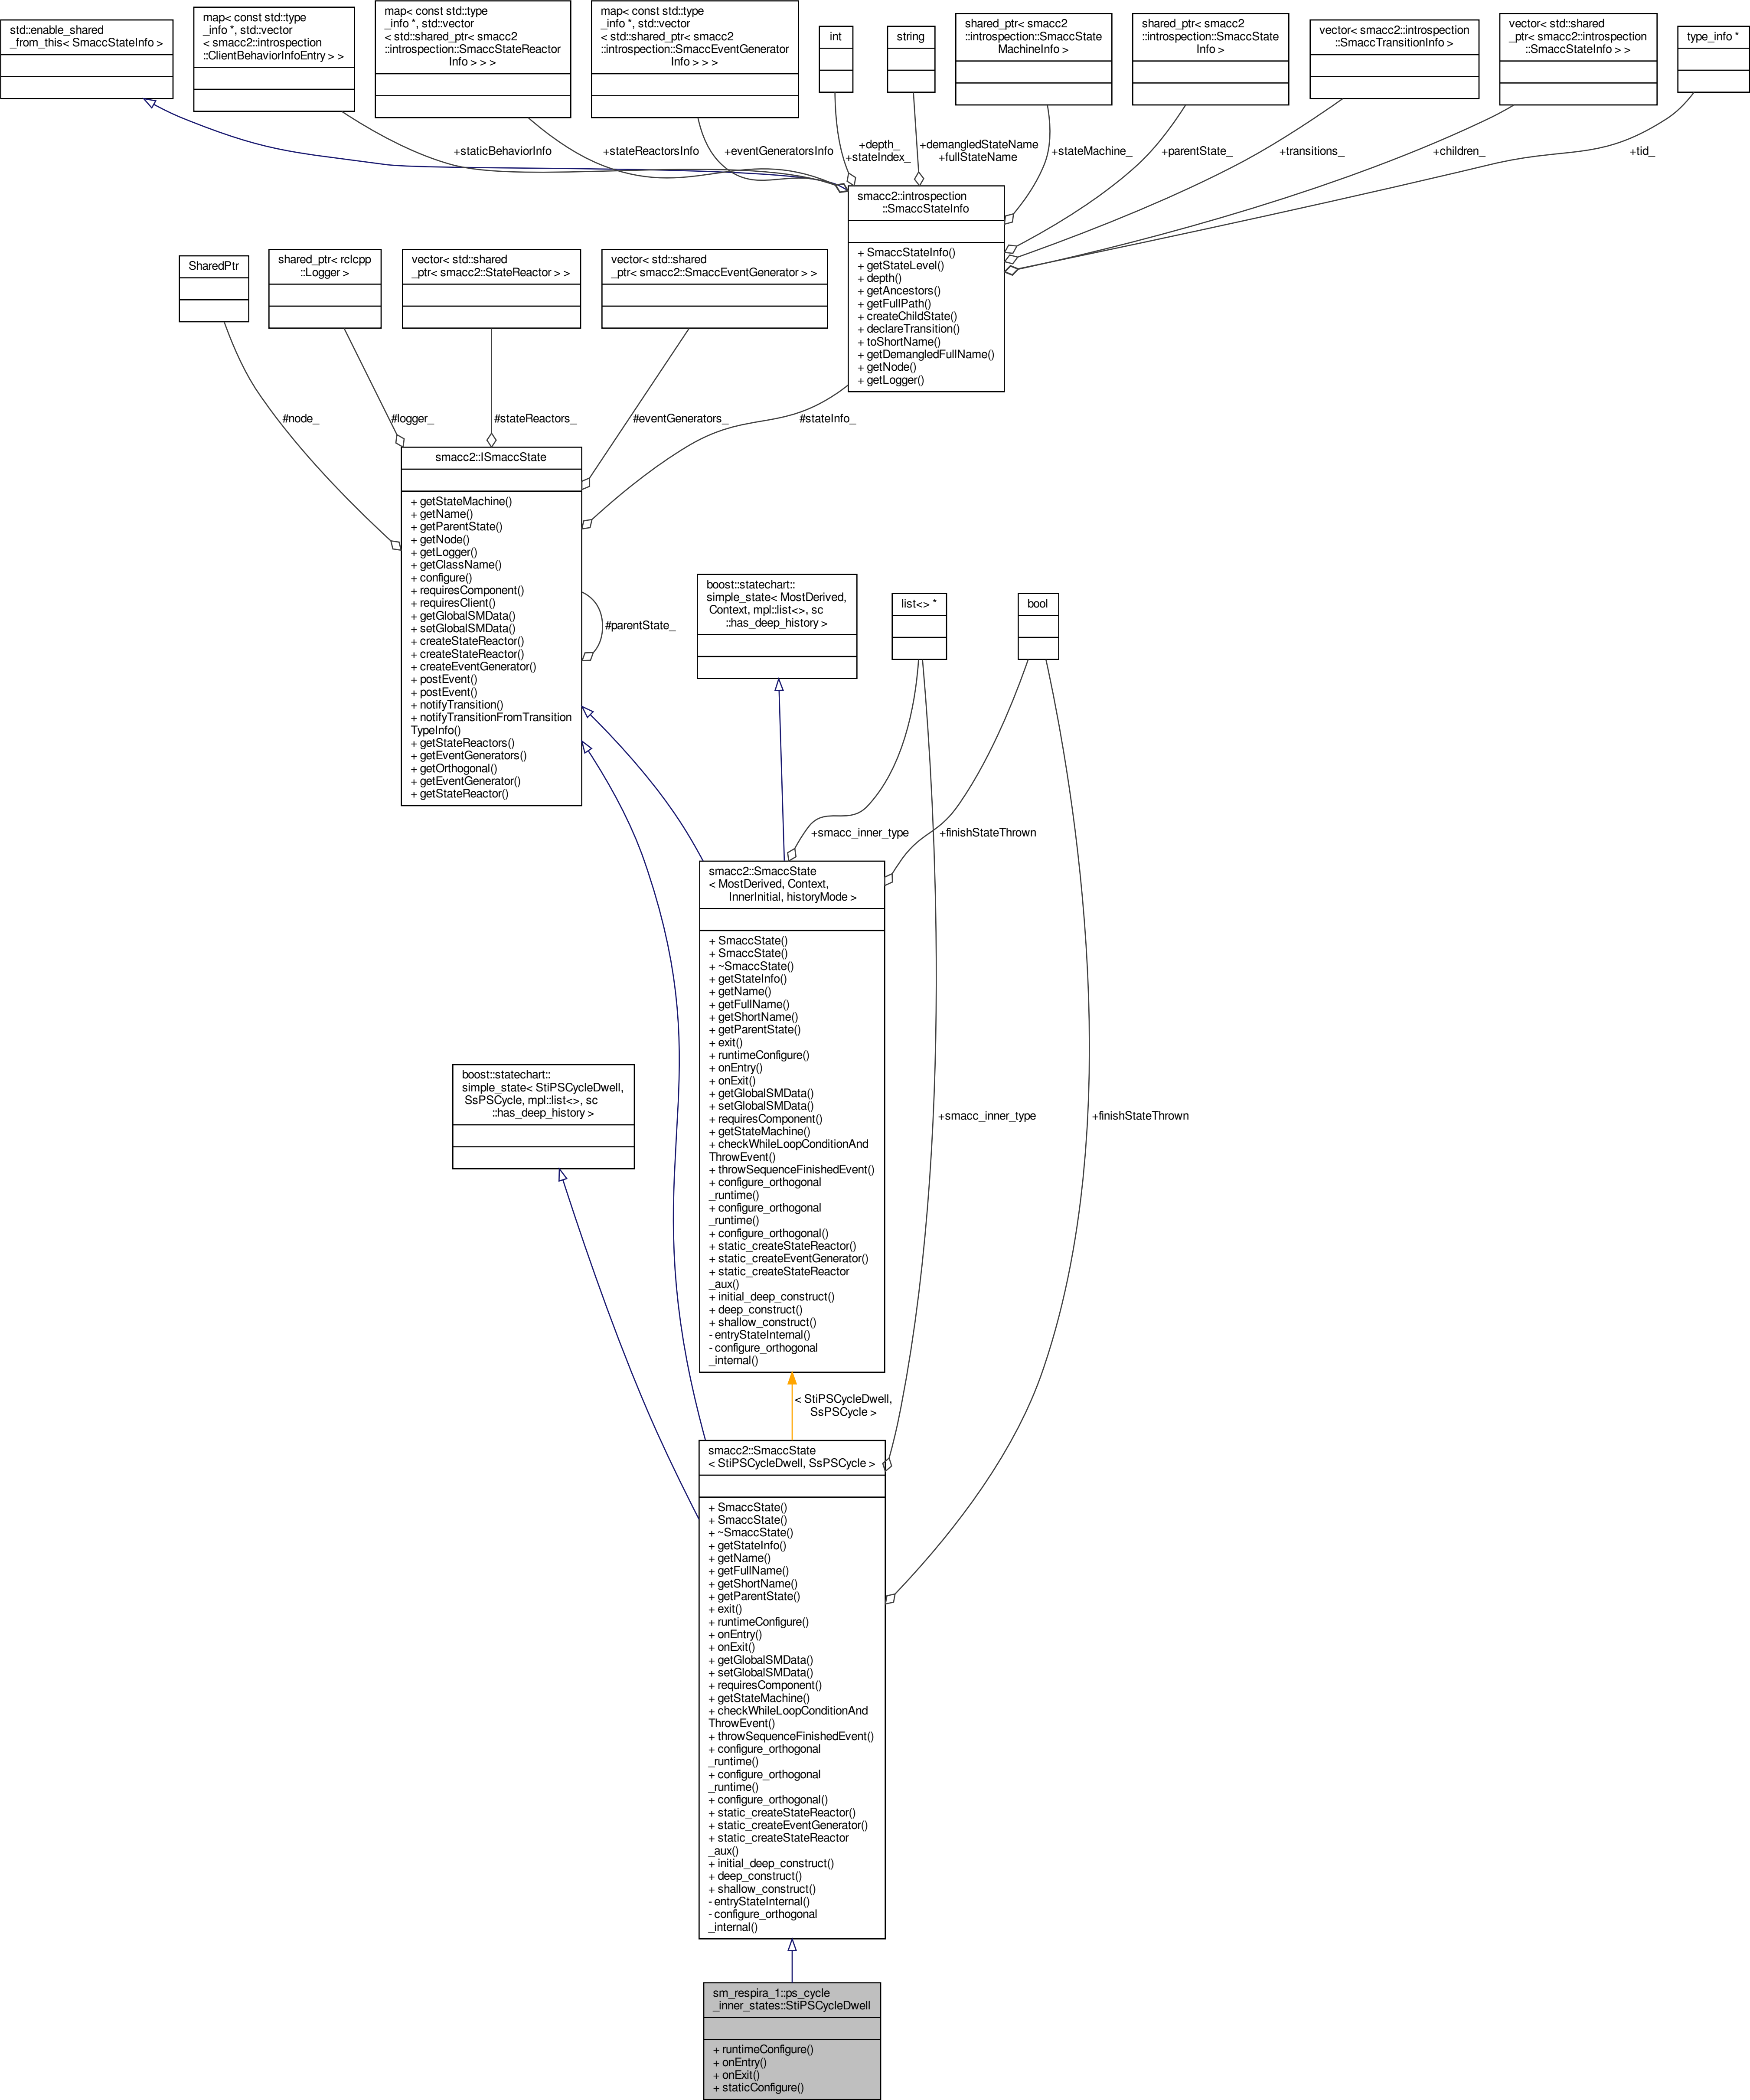 std::enable_shared
_from_this< SmaccStateInfo >
map< const std::type
_info *, std::vector
< smacc2::introspection
::ClientBehaviorInfoEntry > >
map< const std::type
_info *, std::vector
< std::shared_ptr< smacc2
::introspection::SmaccStateReactor
Info > > >
map< const std::type
_info *, std::vector
< std::shared_ptr< smacc2
::introspection::SmaccEventGenerator
Info > > >
int
string
shared_ptr< smacc2
::introspection::SmaccState
MachineInfo >
shared_ptr< smacc2
::introspection::SmaccState
Info >
vector< smacc2::introspection
::SmaccTransitionInfo >
vector< std::shared
_ptr< smacc2::introspection
::SmaccStateInfo > >
type_info *
+staticBehaviorInfo
+stateReactorsInfo
+eventGeneratorsInfo
+depth_
+stateIndex_
+demangledStateName
+fullStateName
+stateMachine_
+parentState_
+transitions_
+children_
+tid_
smacc2::introspection
::SmaccStateInfo
+ SmaccStateInfo()
+ getStateLevel()
+ depth()
+ getAncestors()
+ getFullPath()
+ createChildState()
+ declareTransition()
+ toShortName()
+ getDemangledFullName()
+ getNode()
+ getLogger()
SharedPtr
shared_ptr< rclcpp
::Logger >
vector< std::shared
_ptr< smacc2::StateReactor > >
vector< std::shared
_ptr< smacc2::SmaccEventGenerator > >
#node_
#logger_
#stateReactors_
#eventGenerators_
#stateInfo_
smacc2::ISmaccState
+ getStateMachine()
+ getName()
+ getParentState()
+ getNode()
+ getLogger()
+ getClassName()
+ configure()
+ requiresComponent()
+ requiresClient()
+ getGlobalSMData()
+ setGlobalSMData()
+ createStateReactor()
+ createStateReactor()
+ createEventGenerator()
+ postEvent()
+ postEvent()
+ notifyTransition()
+ notifyTransitionFromTransition
TypeInfo()
+ getStateReactors()
+ getEventGenerators()
+ getOrthogonal()
+ getEventGenerator()
+ getStateReactor()
#parentState_
boost::statechart::
simple_state< MostDerived,
Context, mpl::list<>, sc
::has_deep_history >
list<> *
bool
+smacc_inner_type
+finishStateThrown
smacc2::SmaccState
< MostDerived, Context,
InnerInitial, historyMode >
+ SmaccState()
+ SmaccState()
+ ~SmaccState()
+ getStateInfo()
+ getName()
+ getFullName()
+ getShortName()
+ getParentState()
+ exit()
+ runtimeConfigure()
+ onEntry()
+ onExit()
+ getGlobalSMData()
+ setGlobalSMData()
+ requiresComponent()
+ getStateMachine()
+ checkWhileLoopConditionAnd
ThrowEvent()
+ throwSequenceFinishedEvent()
+ configure_orthogonal
_runtime()
+ configure_orthogonal
_runtime()
+ configure_orthogonal()
+ static_createStateReactor()
+ static_createEventGenerator()
+ static_createStateReactor
_aux()
+ initial_deep_construct()
+ deep_construct()
+ shallow_construct()
- entryStateInternal()
- configure_orthogonal
_internal()
boost::statechart::
simple_state< StiPSCycleDwell,
SsPSCycle, mpl::list<>, sc
::has_deep_history >
+smacc_inner_type
+finishStateThrown
< StiPSCycleDwell,
SsPSCycle >
smacc2::SmaccState
< StiPSCycleDwell, SsPSCycle >
+ SmaccState()
+ SmaccState()
+ ~SmaccState()
+ getStateInfo()
+ getName()
+ getFullName()
+ getShortName()
+ getParentState()
+ exit()
+ runtimeConfigure()
+ onEntry()
+ onExit()
+ getGlobalSMData()
+ setGlobalSMData()
+ requiresComponent()
+ getStateMachine()
+ checkWhileLoopConditionAnd
ThrowEvent()
+ throwSequenceFinishedEvent()
+ configure_orthogonal
_runtime()
+ configure_orthogonal
_runtime()
+ configure_orthogonal()
+ static_createStateReactor()
+ static_createEventGenerator()
+ static_createStateReactor
_aux()
+ initial_deep_construct()
+ deep_construct()
+ shallow_construct()
- entryStateInternal()
- configure_orthogonal
_internal()
sm_respira_1::ps_cycle
_inner_states::StiPSCycleDwell
+ runtimeConfigure()
+ onEntry()
+ onExit()
+ staticConfigure()